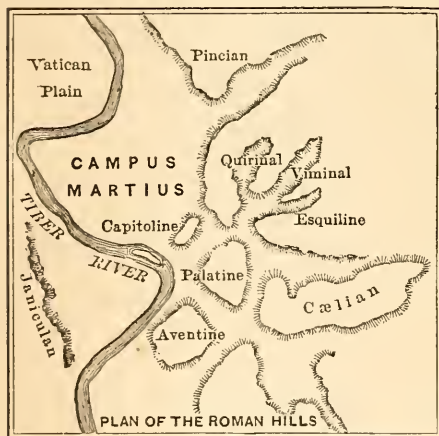 Pincian
Vatican
Plain
CAMPUS
MARTIUS
Quirinal
Viminal
Esquiline
Capitoline
TIBER
RIVER
Janiculan
Palatine
Cælian
Aventine
PLAN OF THE ROMAN HILLS